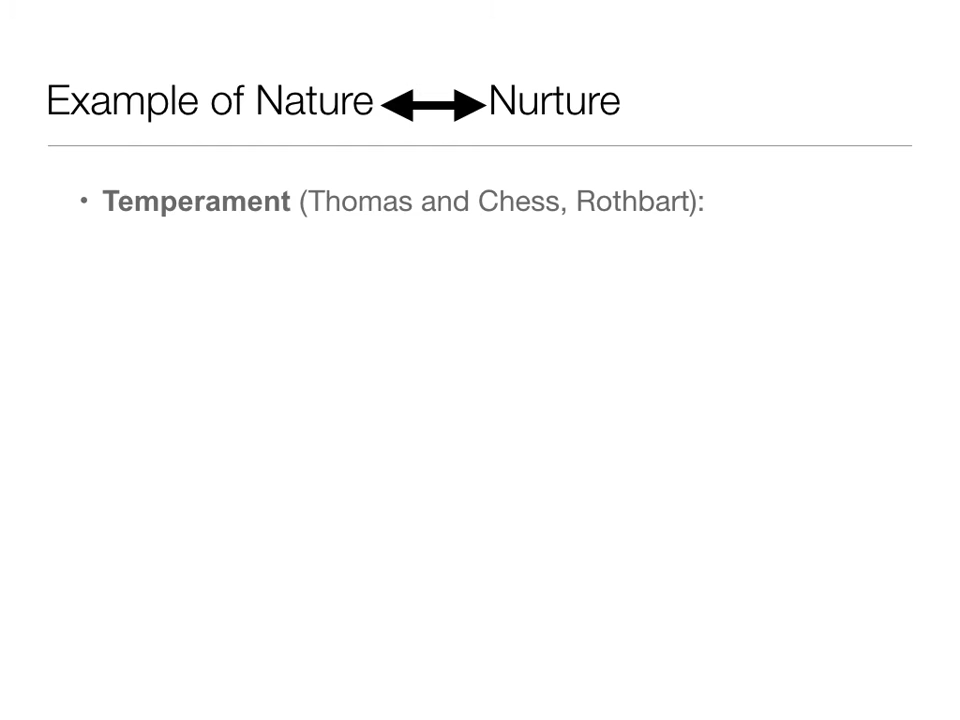 Example of Nature Nurture
• Temperament (Thomas and Chess, Rothbart):